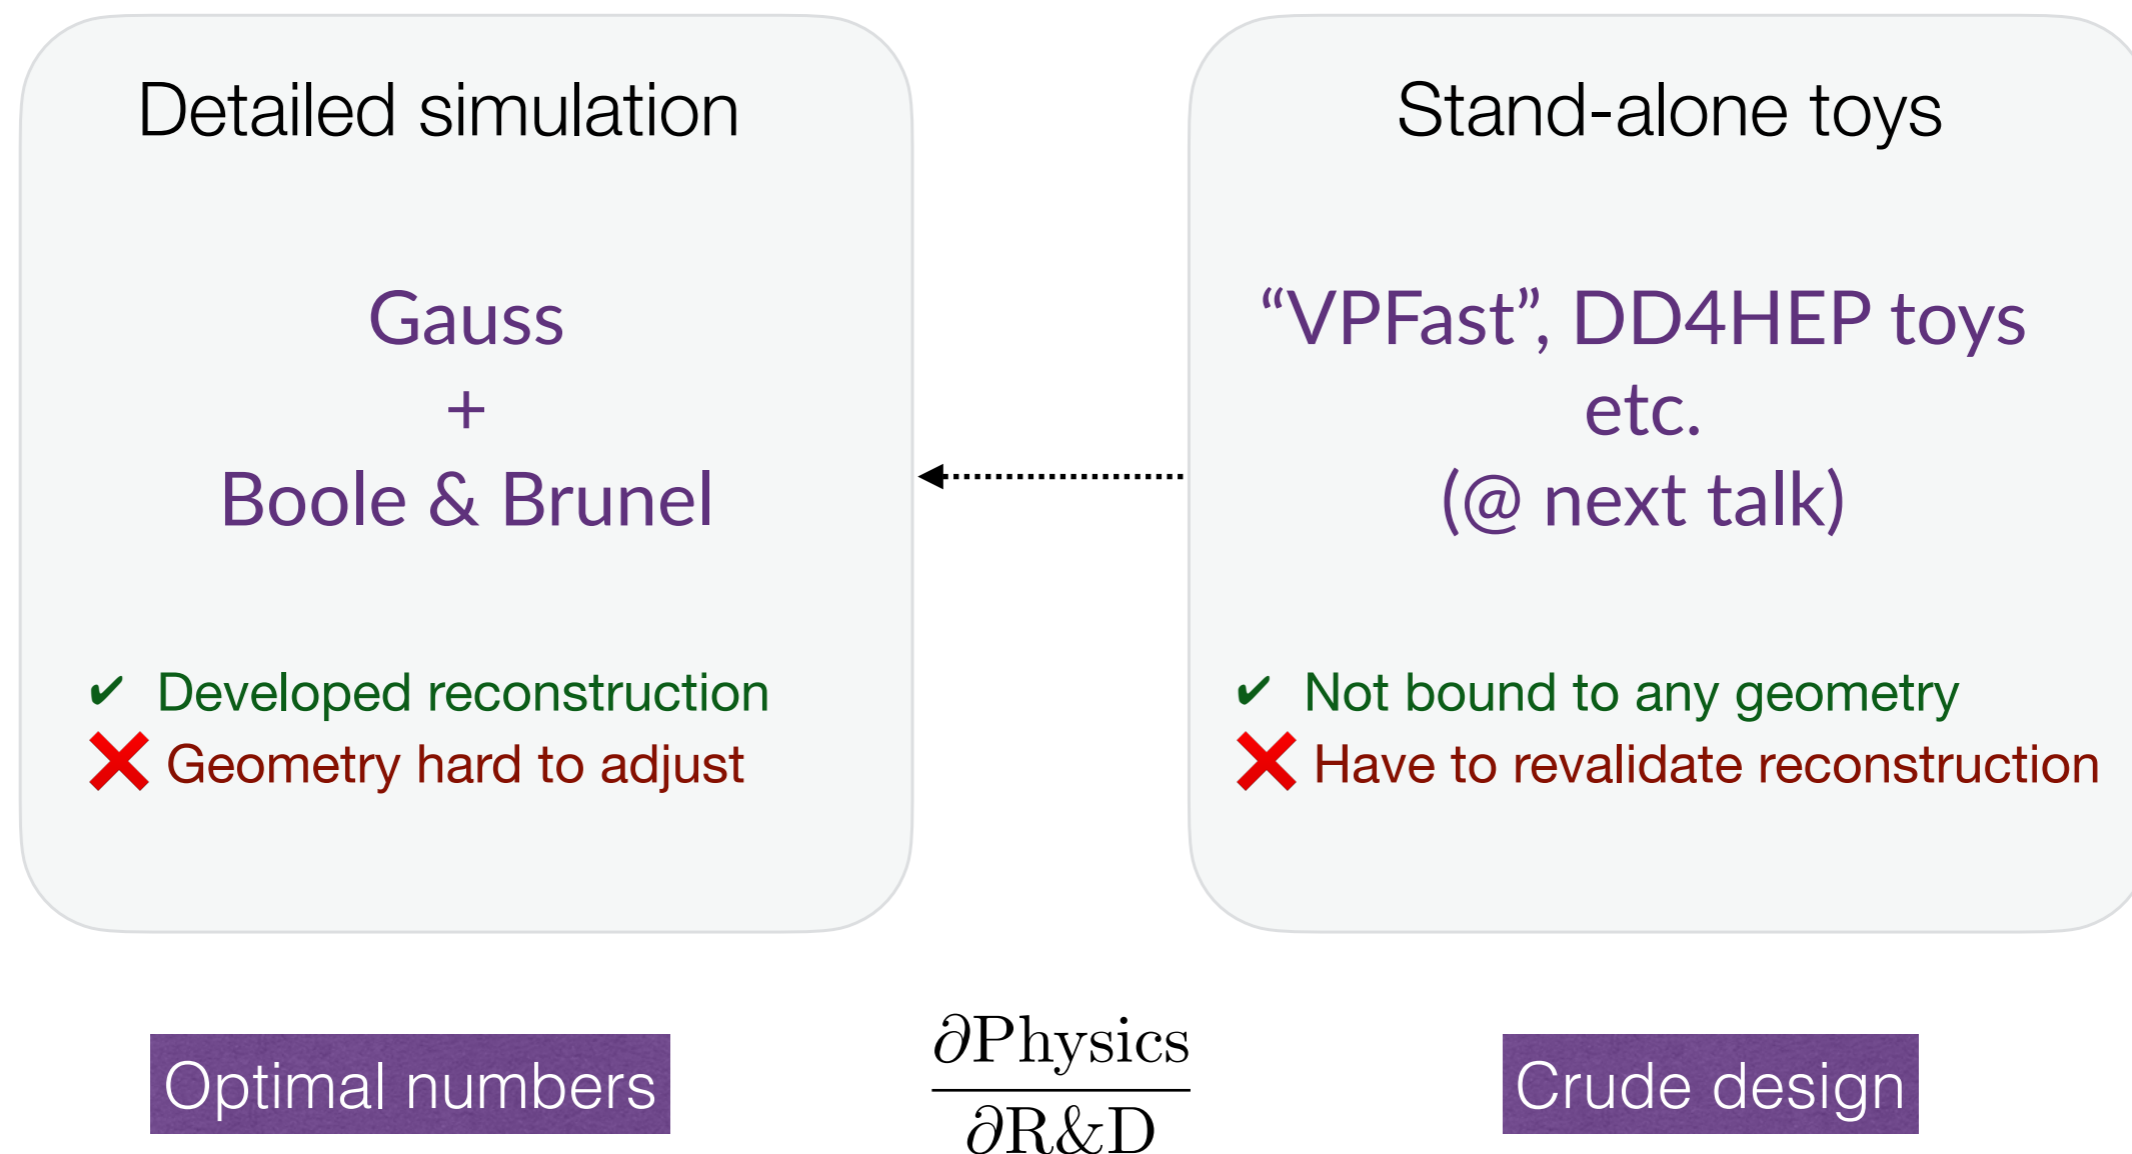 Detailed simulation
Gauss
+
Boole & Brunel
✔ Developed reconstruction
❌ Geometry hard to adjust
Stand-alone toys
“VPFast”, DD4HEP toys
etc.
(@ next talk)
✔ Not bound to any geometry
❌ Have to revalidate reconstruction
Optimal numbers
∂Physics
∂R&D
Crude design